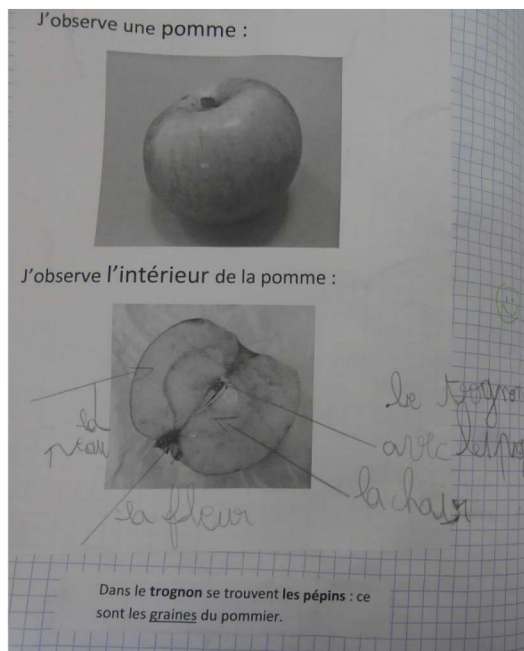 J'observe une pomme :
J'observe l'intérieur de la pomme :
la
peau
le trognon
avec les
la chair
la fleur
Dans le trognon se trouvent les pépins : ce
sont les graines du pommier.